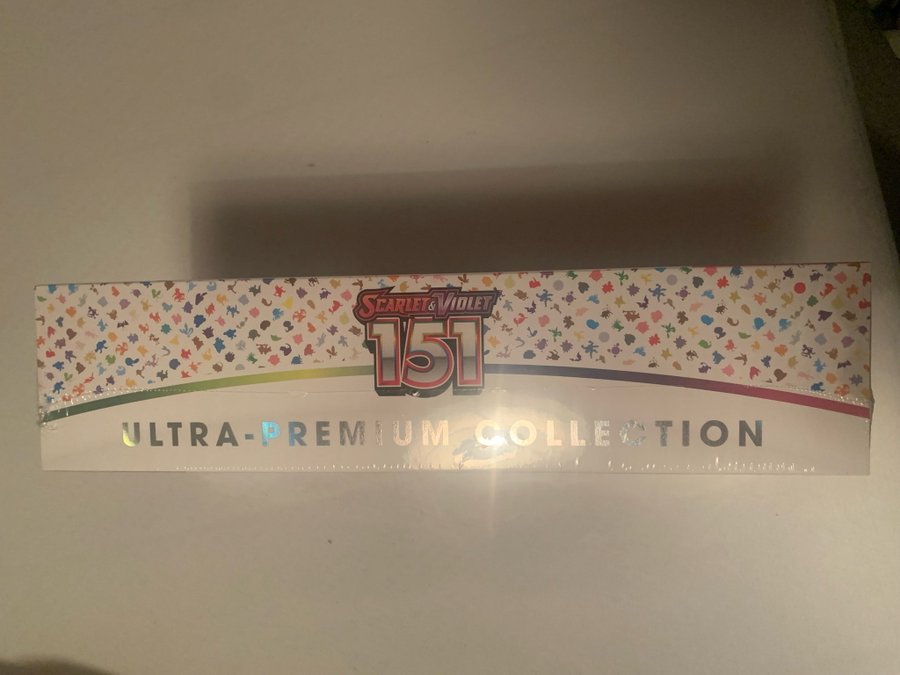 SCARLET & VIOLET
151
ULTRA-PREMIUM COLLECTION